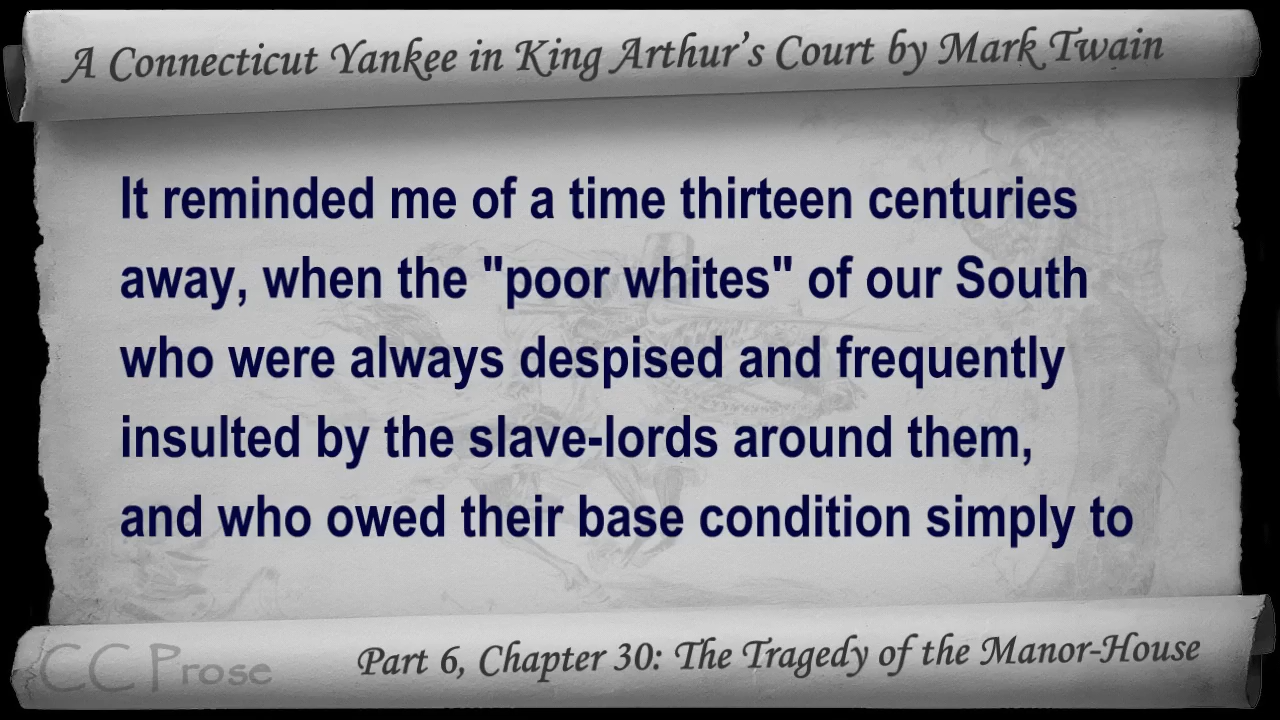 A Connecticut Yankee in King Arthur's Court by Mark Twain
It reminded me of a time thirteen centuries
away, when the "poor whites" of our South
who were always despised and frequently
insulted by the slave-lords around them,
and who owed their base condition simply to
CC Prose
Part 6, Chapter 30: The Tragedy of the Manor-House